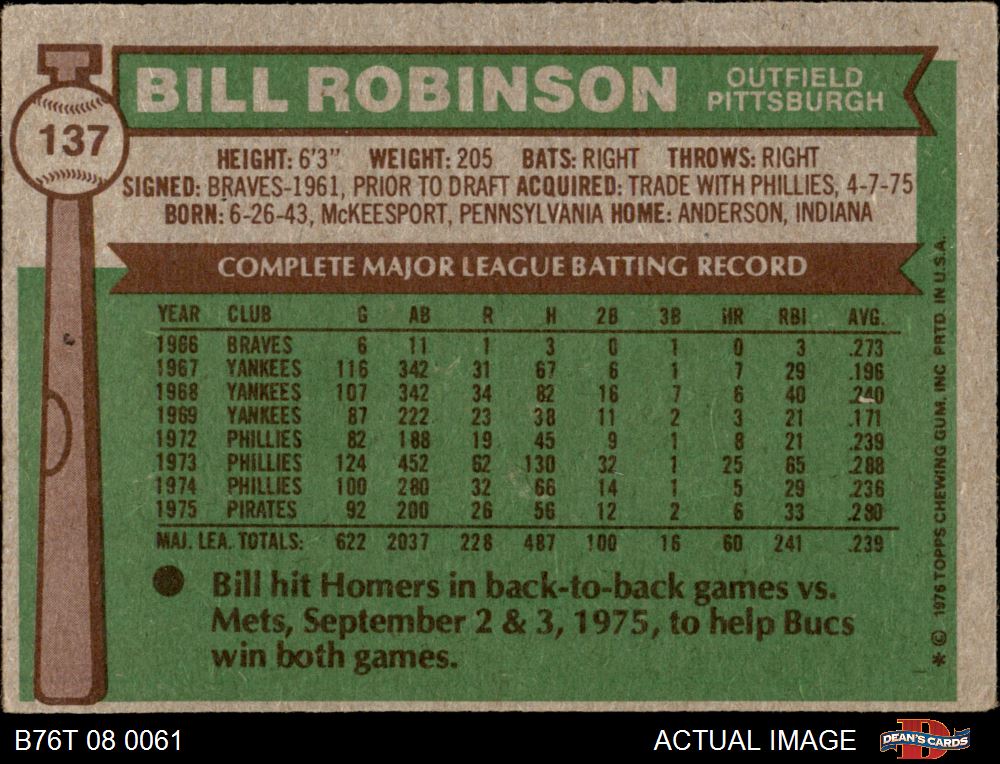 137
BILL ROBINSON
OUTFIELD
PITTSBURGH
HEIGHT: 6'3" WEIGHT: 205 BATS: RIGHT THROWS: RIGHT
SIGNED: BRAVES-1961, PRIOR TO DRAFT ACQUIRED: TRADE WITH PHILLIES, 4-7-75
BORN: 6-26-43, McKEESPORT, PENNSYLVANIA HOME: ANDERSON, INDIANA
COMPLETE MAJOR LEAGUE BATTING RECORD
YEAR CLUB G AB R H 2B 3B HR RBI AVG.
1966 BRAVES 6 11 1 3 0 1 0 3 .273
1967 YANKEES 116 342 31 67 6 1 7 29 .196
1968 YANKEES 107 342 34 82 16 7 6 40 .240
1969 YANKEES 87 222 23 38 11 2 3 21 .171
1972 PHILLIES 82 188 19 45 9 1 8 21 .239
1973 PHILLIES 124 452 62 130 32 1 25 65 .288
1974 PHILLIES 100 280 32 66 14 1 5 29 .236
1975 PIRATES 92 200 26 56 12 2 6 33 .280
MAJ. LEA. TOTALS: 622 2037 228 487 100 16 60 241 .239
Bill hit Homers in back-to-back games vs.
Mets, September 2 & 3, 1975, to help Bucs
win both games.
* © 1976 TOPPS CHEWING GUM, INC PRTD. IN U.S.A.
B76T 08 0061
ACTUAL IMAGE
DEAN'S CARDS